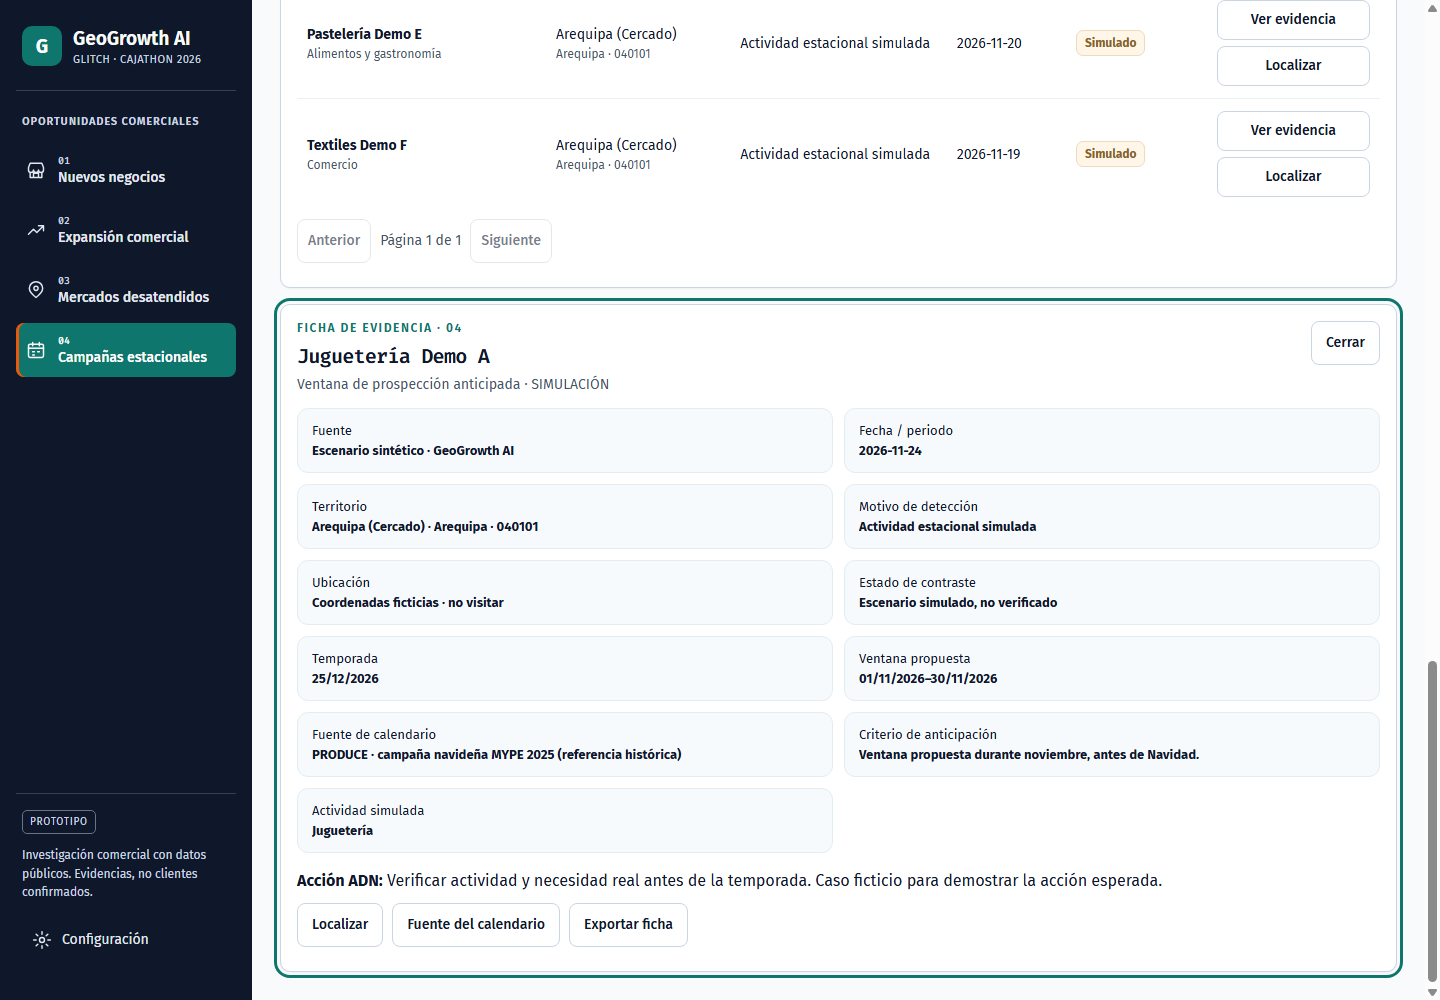 G
GeoGrowth AI
GLITCH · CAJATHON 2026
OPORTUNIDADES COMERCIALES
01
Nuevos negocios
02
Expansión comercial
03
Mercados desatendidos
04
Campañas estacionales
PROTOTIPO
Investigación comercial con datos
públicos. Evidencias, no clientes
confirmados.
Configuración
Pastelería Demo E
Alimentos y gastronomía
Arequipa (Cercado)
Arequipa · 040101
Actividad estacional simulada
2026-11-20
Simulado
Ver evidencia
Localizar
Textiles Demo F
Comercio
Arequipa (Cercado)
Arequipa · 040101
Actividad estacional simulada
2026-11-19
Simulado
Ver evidencia
Localizar
Anterior
Página 1 de 1
Siguiente
FICHA DE EVIDENCIA · 04
Juguetería Demo A
Ventana de prospección anticipada · SIMULACIÓN
Cerrar
Fuente
Escenario sintético · GeoGrowth AI
Fecha / periodo
2026-11-24
Territorio
Arequipa (Cercado) · Arequipa · 040101
Motivo de detección
Actividad estacional simulada
Ubicación
Coordenadas ficticias · no visitar
Estado de contraste
Escenario simulado, no verificado
Temporada
25/12/2026
Ventana propuesta
01/11/2026–30/11/2026
Fuente de calendario
PRODUCE · campaña navideña MYPE 2025 (referencia histórica)
Criterio de anticipación
Ventana propuesta durante noviembre, antes de Navidad.
Actividad simulada
Juguetería
Acción ADN: Verificar actividad y necesidad real antes de la temporada. Caso ficticio para demostrar la acción esperada.
Localizar
Fuente del calendario
Exportar ficha